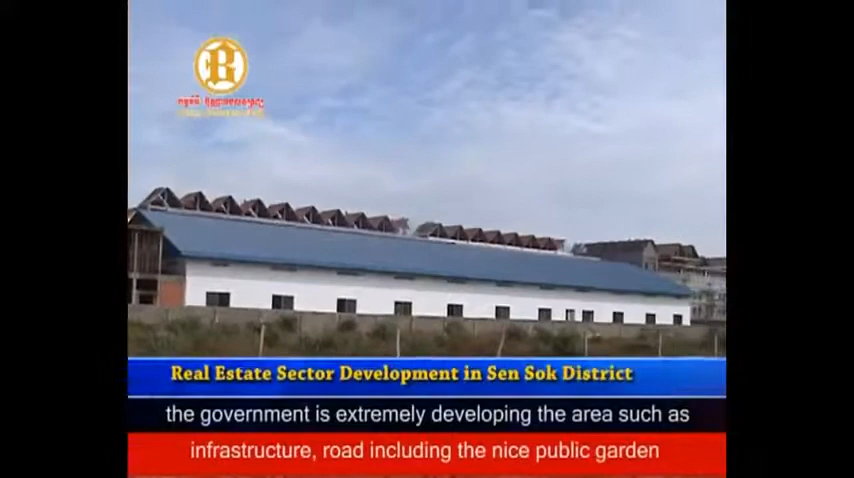 Real Estate Sector Development in Sen Sok District
the government is extremely developing the area such as
infrastructure, road including the nice public garden